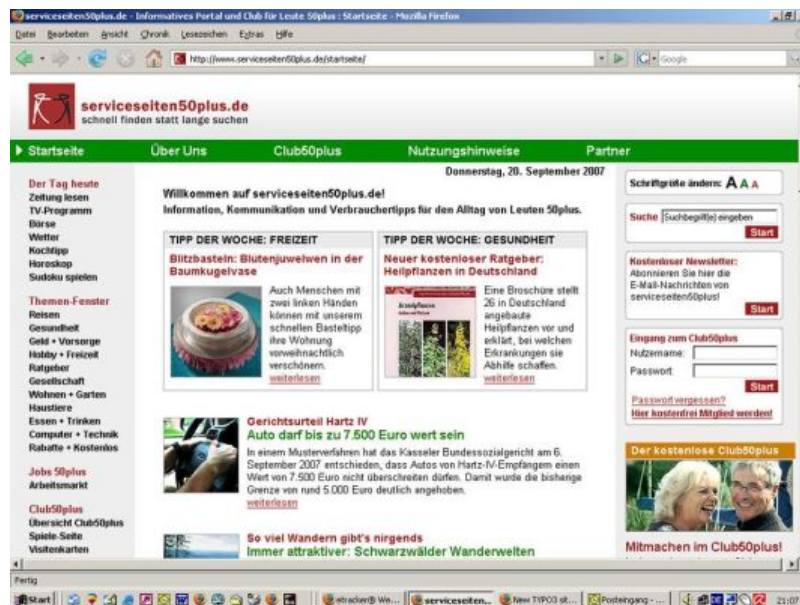 serviceseiten50plus.de - Informatives Portal und Club für Leute 50plus : Startseite - Mozilla Firefox
Datei Bearbeiten Ansicht Chronik Lesezeichen Extras Hilfe
http://www.serviceseiten50plus.de/startseite/
Google
serviceseiten50plus.de
schnell finden statt lange suchen
Startseite Über Uns Club50plus Nutzungshinweise Partner
Donnerstag, 20. September 2007
Der Tag heute
Zeitung lesen
TV-Programm
Börse
Wetter
Kochtipp
Horoskop
Sudoku spielen
Themen-Fenster
Reisen
Gesundheit
Geld + Vorsorge
Hobby + Freizeit
Ratgeber
Gesellschaft
Wohnen + Garten
Haustiere
Essen + Trinken
Computer + Technik
Rabatte + Kostenlos
Jobs 50plus
Arbeitsmarkt
Club50plus
Übersicht Club50plus
Spiele-Seite
Visitenkarten
Willkommen auf serviceseiten50plus.de!
Information, Kommunikation und Verbrauchertipps für den Alltag von Leuten 50plus.
TIPP DER WOCHE: FREIZEIT
Blitzbasteln: Blütenjuwelwen in der
Baumkugelvase
Auch Menschen mit
zwei linken Händen
können mit unserem
schnellen Basteltipp
ihre Wohnung
vorweihnachtlich
verschönern.
weiterlesen
TIPP DER WOCHE: GESUNDHEIT
Neuer kostenloser Ratgeber:
Heilpflanzen in Deutschland
Arzneipflanzen
Eine Broschüre stellt
26 in Deutschland
angebaute
Heilpflanzen vor und
erklärt, bei welchen
Erkrankungen sie
Abhilfe schaffen.
weiterlesen
Gerichtsurteil Hartz IV
Auto darf bis zu 7.500 Euro wert sein
In einem Musterverfahren hat das Kasseler Bundessozialgericht am 6.
September 2007 entschieden, dass Autos von Hartz-IV-Empfängern einen
Wert von 7.500 Euro nicht überschreiten dürfen. Damit wurde die bisherige
Grenze von rund 5.000 Euro deutlich angehoben.
weiterlesen
So viel Wandern gibt's nirgends
Immer attraktiver: Schwarzwälder Wanderwelten
Schriftgröße ändern: A A A
Suche Suchbegriff(e) eingeben
Start
Kostenloser Newsletter:
Abonnieren Sie hier die
E-Mail-Nachrichten von
serviceseiten50plus!
Start
Eingang zum Club50plus
Nutzername:
Passwort:
Start
Passwort vergessen?
Hier kostenfrei Mitglied werden!
Der kostenlose Club50plus
Mitmachen im Club50plus!
Fertig
Start etracker® We... serviceseiten... New TYPO3 sit... Posteingang - ... DE 21:07